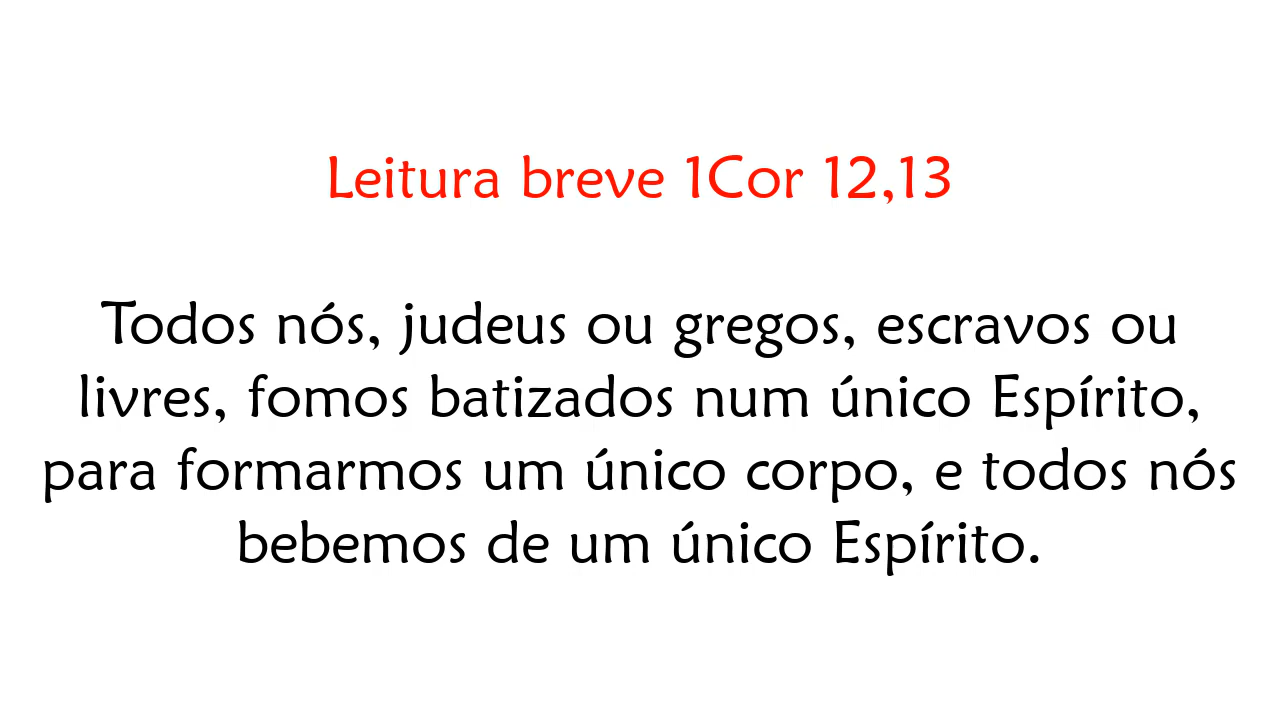 Leitura breve 1Cor 12,13
Todos nós, judeus ou gregos, escravos ou
livres, fomos batizados num único Espírito,
para formarmos um único corpo, e todos nós
bebemos de um único Espírito.